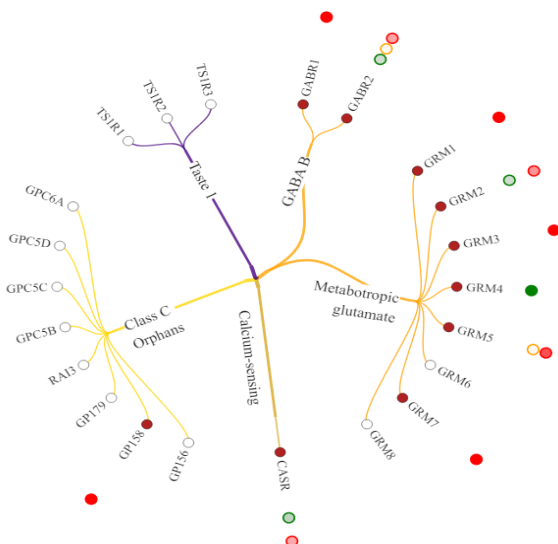 TS1R1
TS1R2
TS1R3
Taste 1
GABR1
GABR2
GABA B
GRM1
GRM2
GRM3
GRM4
GRM5
GRM6
GRM7
GRM8
Metabotropic
glutamate
CASR
Calcium-sensing
GPC6A
GPC5D
GPC5C
GPC5B
RAI3
GP179
GP158
GP156
Class C
Orphans